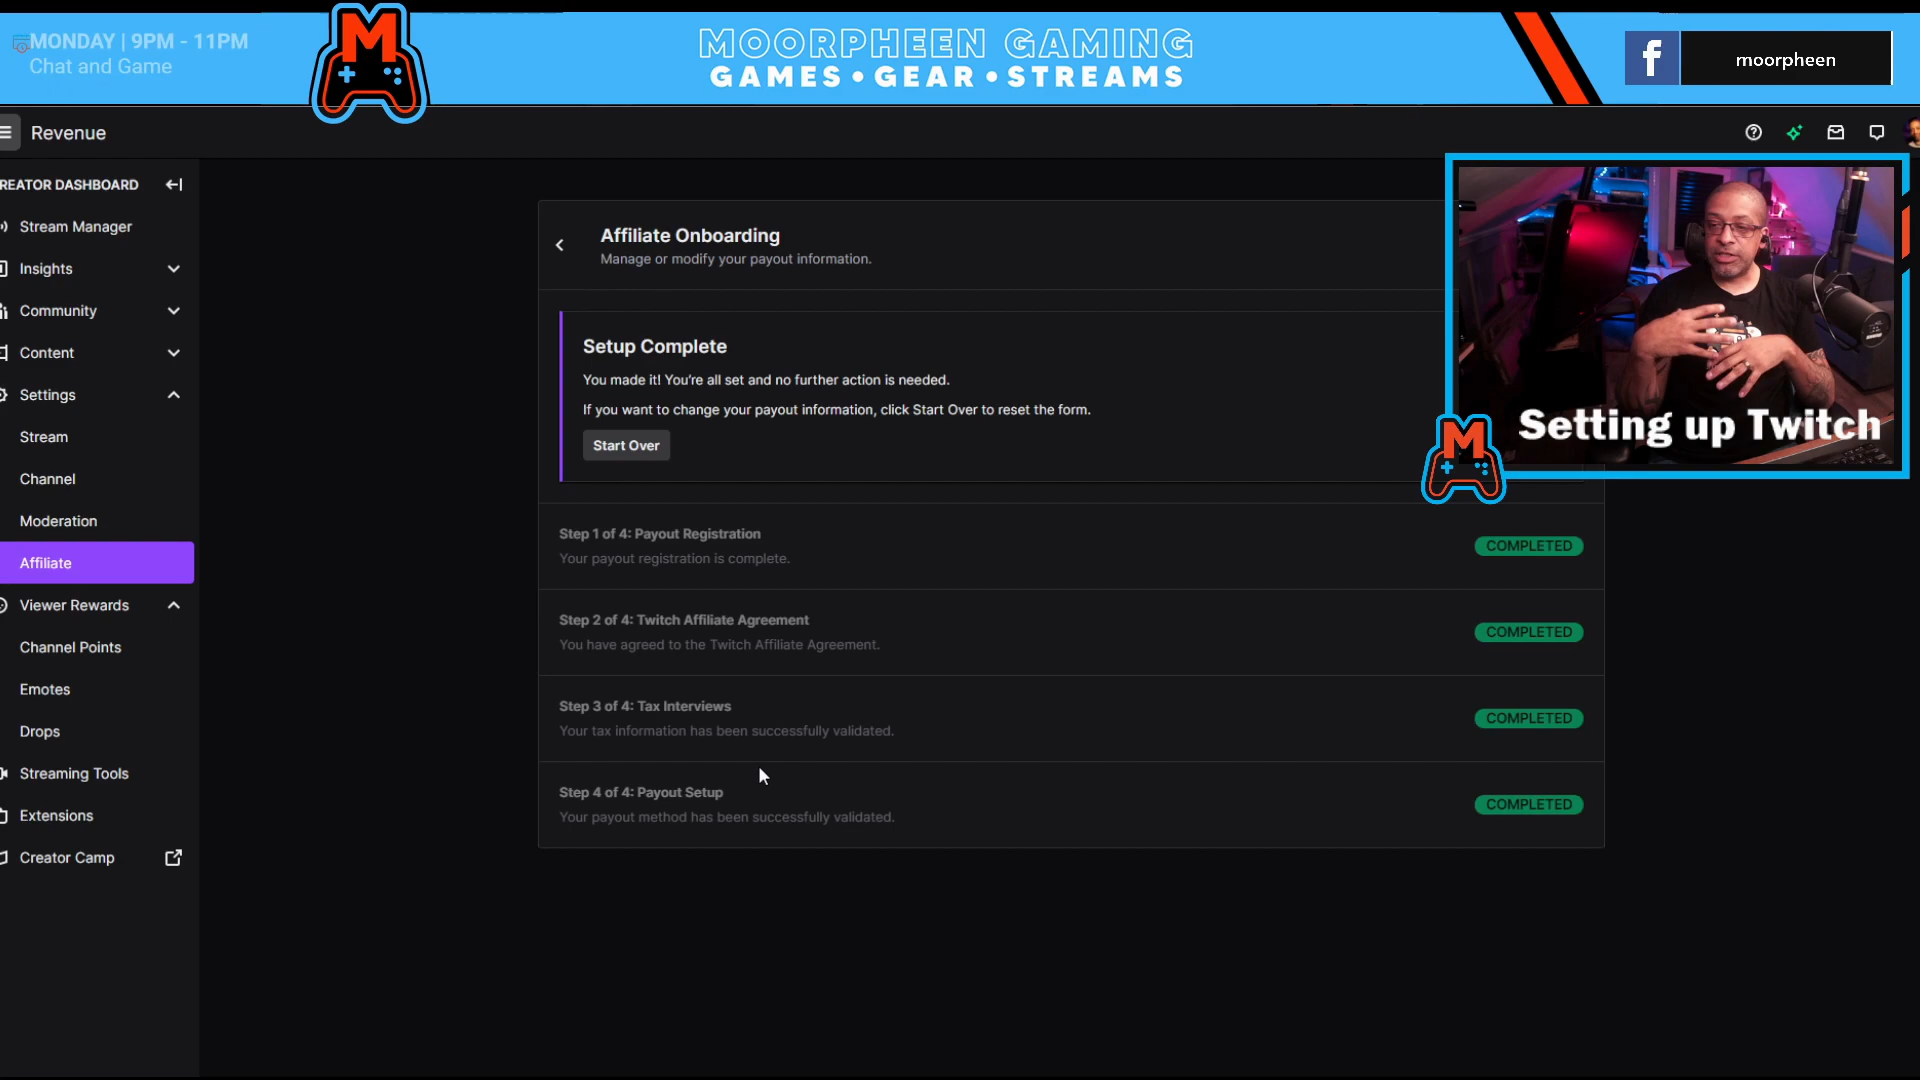 MONDAY | 9PM - 11PM
Chat and Game
M
MOORPHEEN GAMING
GAMES • GEAR • STREAMS
f
moorpheen
Revenue
REATOR DASHBOARD
Stream Manager
Insights
Community
Content
Settings
Stream
Channel
Moderation
Affiliate
Viewer Rewards
Channel Points
Emotes
Drops
Streaming Tools
Extensions
Creator Camp
Affiliate Onboarding
Manage or modify your payout information.
Setup Complete
You made it! You're all set and no further action is needed.
If you want to change your payout information, click Start Over to reset the form.
Start Over
Step 1 of 4: Payout Registration
Your payout registration is complete.
COMPLETED
Step 2 of 4: Twitch Affiliate Agreement
You have agreed to the Twitch Affiliate Agreement.
COMPLETED
Step 3 of 4: Tax Interviews
Your tax information has been successfully validated.
COMPLETED
Step 4 of 4: Payout Setup
Your payout method has been successfully validated.
COMPLETED
Setting up Twitch
M